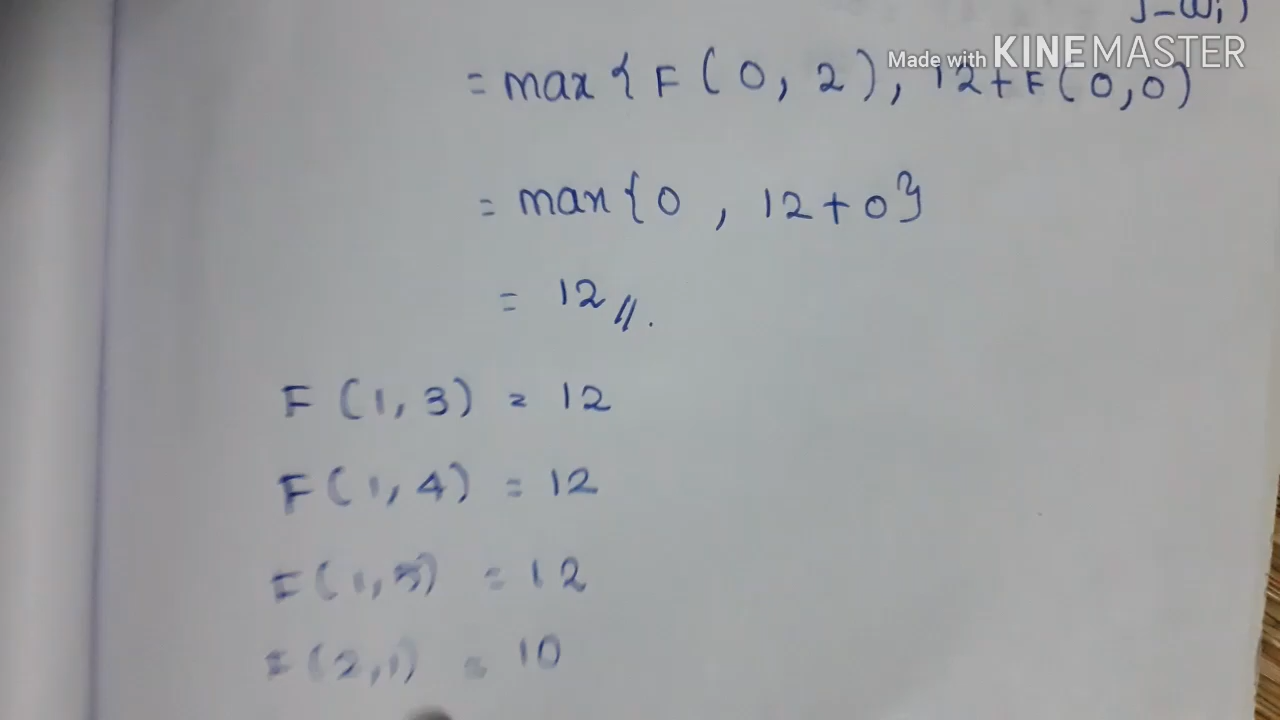 j-wi)
Made with KINEMASTER
= max { F ( 0 , 2 ) , 12 + F ( 0 , 0 )
= max { 0 , 12 + 0 }
= 12 //.
F ( 1 , 3 ) = 12
F ( 1 , 4 ) = 12
F ( 1 , 5 ) = 12
F ( 2 , 1 ) = 10